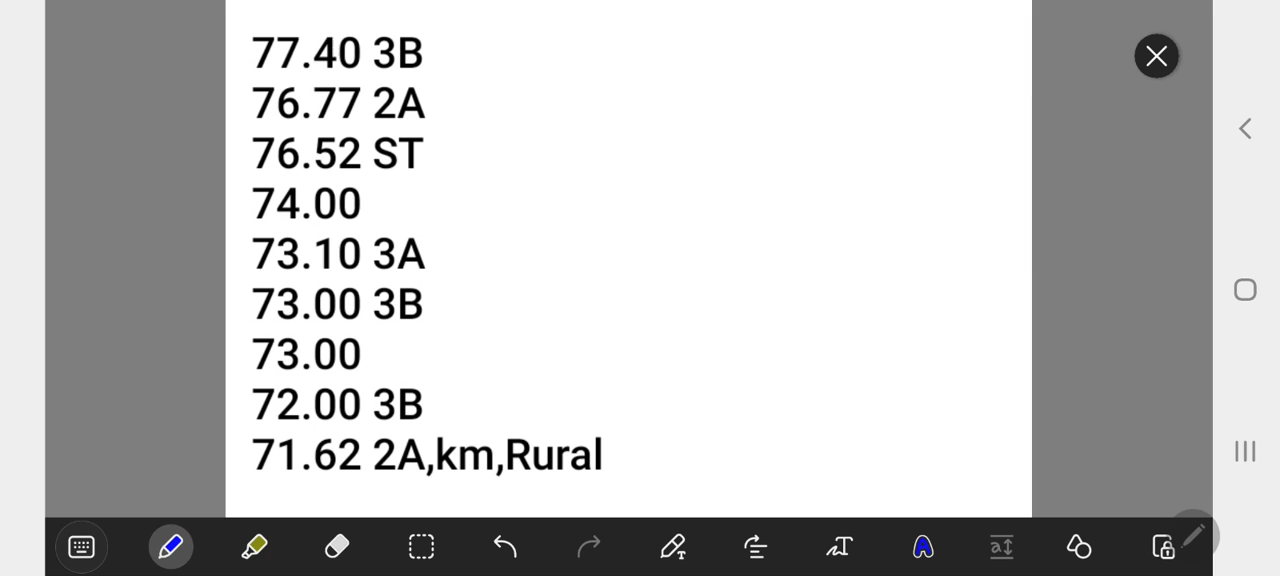 77.40 3B
76.77 2A
76.52 ST
74.00
73.10 3A
73.00 3B
73.00
72.00 3B
71.62 2A,km,Rural